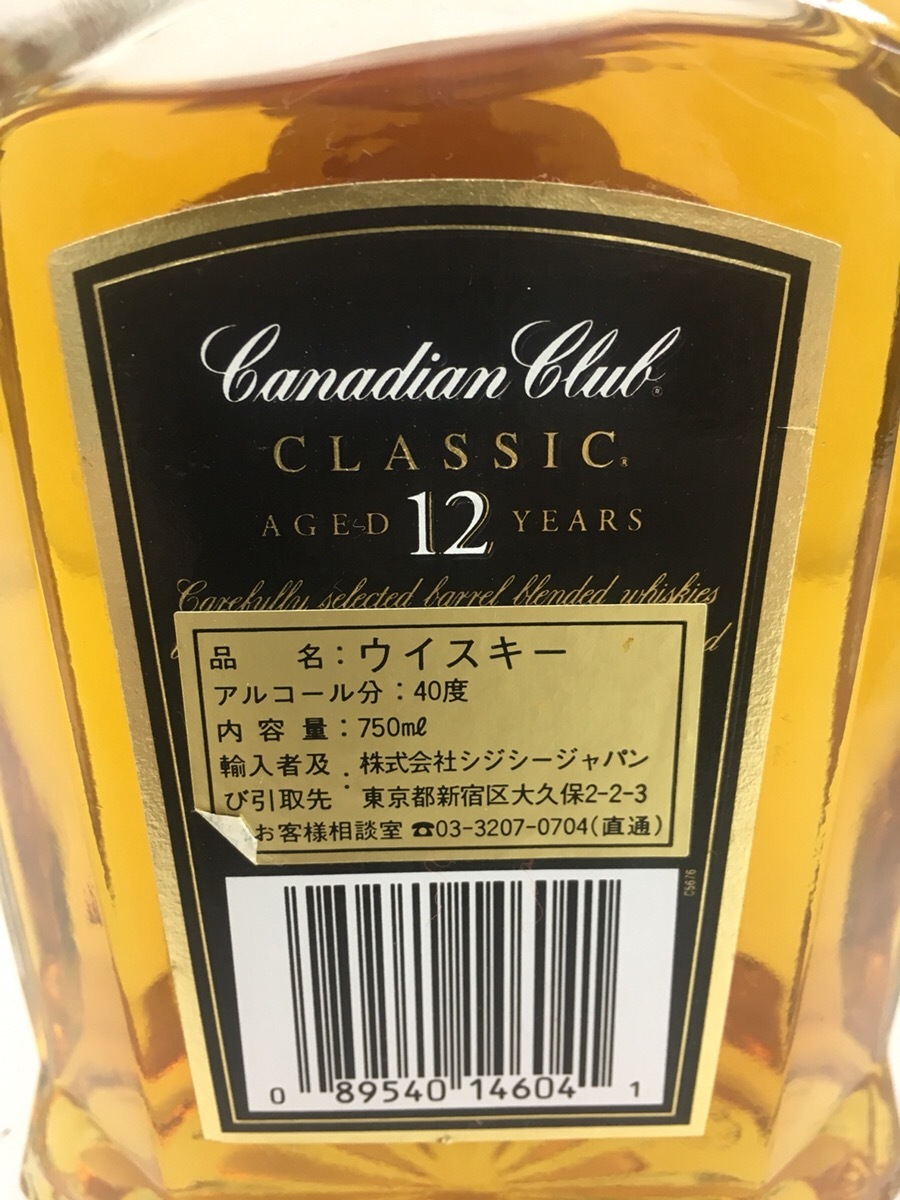 Canadian Club®
CLASSIC®
AGED 12 YEARS
Carefully selected barrel blended whiskies
品 名：ウイスキー
アルコール分：40度
内容量：750mℓ
輸入者及び引取先：株式会社シジシージャパン
東京都新宿区大久保2-2-3
お客様相談室 ☎03-3207-0704(直通)
C5676
0 89540 14604 1